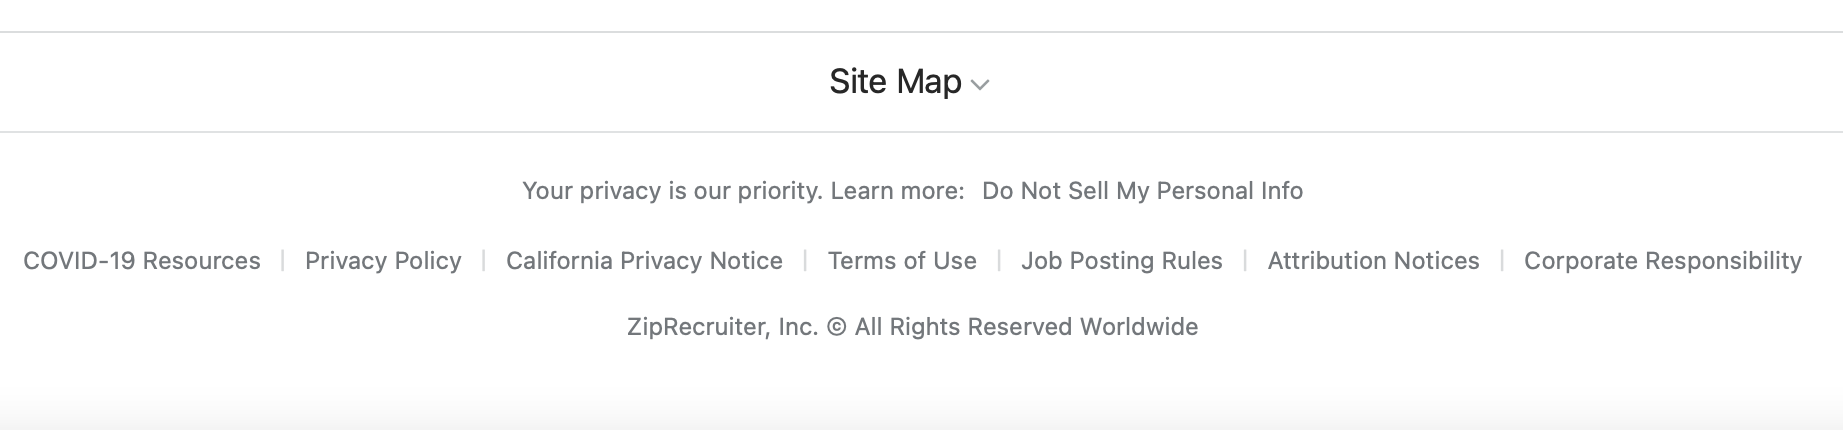 Site Map
Your privacy is our priority. Learn more: Do Not Sell My Personal Info
COVID-19 Resources | Privacy Policy | California Privacy Notice | Terms of Use | Job Posting Rules | Attribution Notices | Corporate Responsibility
ZipRecruiter, Inc. © All Rights Reserved Worldwide